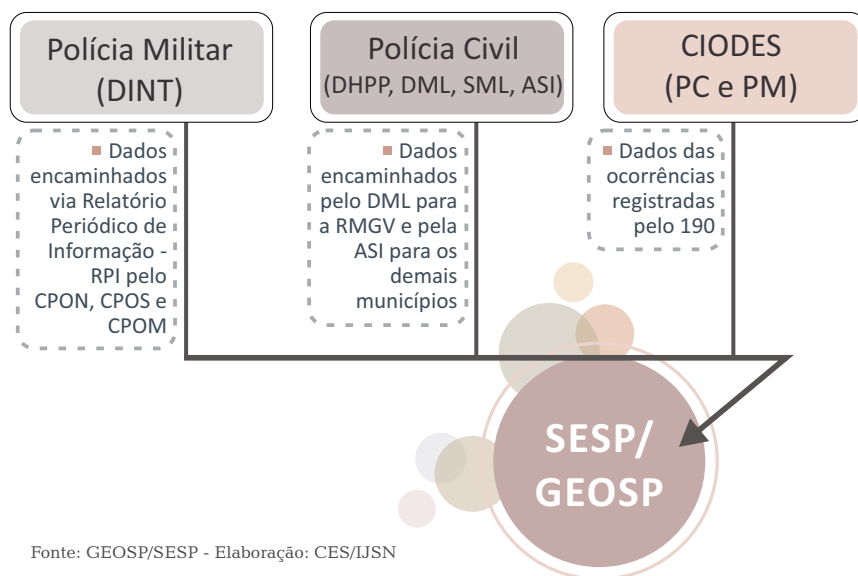 Polícia Militar
(DINT)
Polícia Civil
(DHPP, DML, SML, ASI)
CIODES
(PC e PM)
Dados
encaminhados
via Relatório
Periódico de
Informação -
RPI pelo
CPON, CPOS e
CPOM
Dados
encaminhados
pelo DML para
a RMGV e pela
ASI para os
demais
municípios
Dados das
ocorrências
registradas
pelo 190
SESP/
GEOSP
Fonte: GEOSP/SESP - Elaboração: CES/IJSN